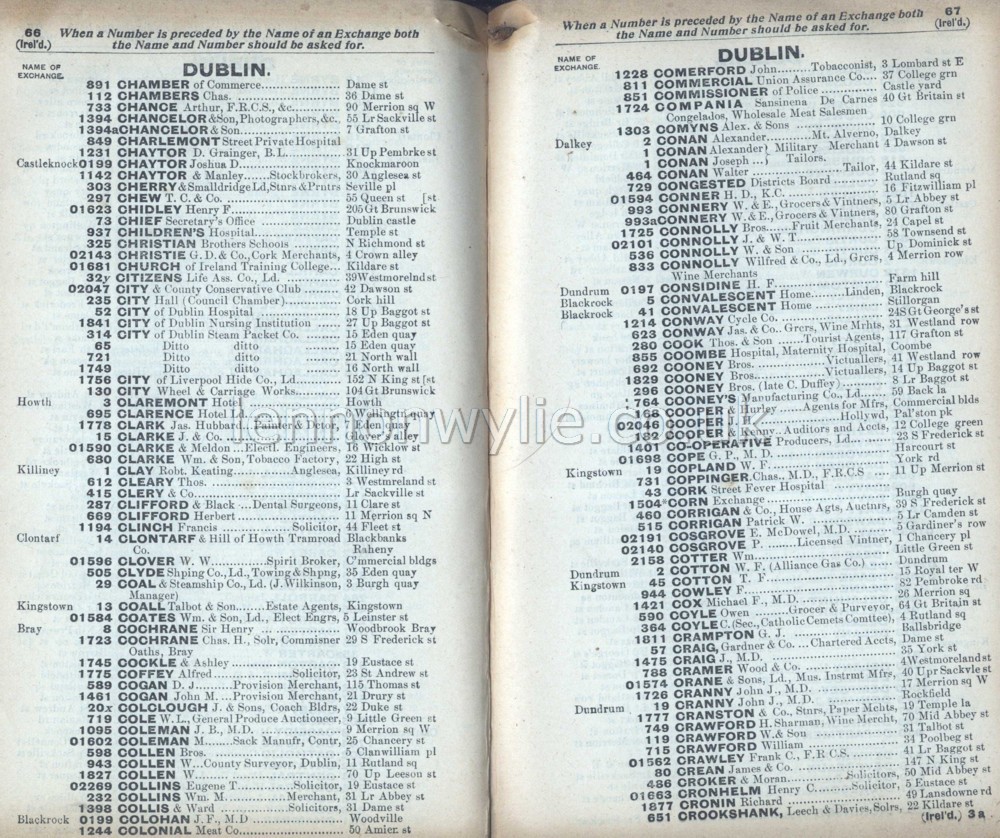 66
(Irel'd.)
When a Number is preceded by the Name of an Exchange both
the Name and Number should be asked for.
NAME OF
EXCHANGE.
DUBLIN.
891 CHAMBER of Commerce........ Dame st
112 CHAMBERS Chas. ........ 36 Dame st
733 CHANCE Arthur, F.R.C.S., &c........ 90 Merrion sq W
1394 CHANCELOR &Son, Photographers, &c., 55 Lr Sackville st
1394a CHANCELOR & Son........ 7 Grafton st
849 CHARLEMONT Street Private Hospital
1231 CHAYTOR D. Grainger, B.L........ 31 Up Pembrke st
Castleknock 0199 CHAYTOR Joshua D........ Knockmaroon
1142 CHAYTOR & Manley......Stockbrokers, 30 Anglesea st
303 CHERRY &Smalldridge Ld, Stnrs &Prntrs Seville pl
297 CHEW T. C. & Co. ........ 55 Queen st [st
01623 CHIDLEY Henry F........ 205 Gt Brunswick
73 CHIEF Secretary's Office ........ Dublin castle
937 CHILDREN'S Hospital........ Temple st
325 CHRISTIAN Brothers Schools ........ N Richmond st
02143 CHRISTIE G. D. & Co., Cork Merchants, 4 Crown alley
01681 CHURCH of Ireland Training College... Kildare st
32y CITIZENS Life Ass. Co., Ld. ........ 39 Westmorelnd st
02047 CITY & County Conservative Club ........ 42 Dawson st
235 CITY Hall (Council Chamber)........ Cork hill
52 CITY of Dublin Hospital ........ 18 Up Baggot st
1841 CITY of Dublin Nursing Institution ...... 27 Up Baggot st
314 CITY of Dublin Steam Packet Co. ...... 15 Eden quay
65 Ditto ditto ........ 15 Eden quay
721 Ditto ditto ........ 21 North wall
1749 Ditto ditto ........ 16 North wall
1756 CITY of Liverpool Hide Co., Ld........ 152 N King st [st
130 CITY Wheel & Carriage Works........ 104 Gt Brunswick
Howth 3 CLAREMONT Hotel ........ Howth
695 CLARENCE Hotel Ld. ........ 6 Wellingtn quay
1778 CLARK Jas. Hubbard, Painter & Dctor, 7 Eden quay
15 CLARKE J. & Co. ........ Glover's alley
01590 CLARKE & Meldon ...Electl. Engineers, 16 Wicklow st
680 CLARKE Wm. & Son, Tobacco Factory, 22 High st
Killiney 1 CLAY Robt. Keating........Anglesea, Killiney rd
612 CLEARY Thos. ........ 3 Westmreland st
415 CLERY & Co. ........ Lr Sackville st
287 CLIFFORD & Black ...Dental Surgeons, 11 Clare st
669 CLIFFORD Herbert ........ 11 Merrion sq N
1194 CLINCH Francis ........Solicitor, 44 Fleet st
Clontarf 14 CLONTARF & Hill of Howth Tramroad Blackbanks
Co. Raheny
01596 CLOVER W. W. ........Spirit Broker, C'mmercial bldgs
505 CLYDE Shpng Co., Ld., Towing & Shpng, 35 Eden quay
29 COAL & Steamship Co., Ld. (J. Wilkinson, 3 Burgh quay
Manager)
Kingstown 13 COALL Talbot & Son.......Estate Agents, Kingstown
01584 COATES Wm. & Son, Ld., Elect Engrs, 5 Leinster st
Bray 8 COCHRANE Sir Henry ........ Woodbrook Bray
1723 COCHRANE Chas. H., Solr, Commisner 29 S Frederick st
Oaths, Bray
1745 COCKLE & Ashley ........ 19 Eustace st
1775 COFFEY Alfred........Solicitor, 23 St Andrew st
589 COGAN D. J........Provision Merchant, 115 Thomas st
1461 COGAN John M....Provision Merchant, 21 Drury st
20x COLCLOUGH J. & Sons, Coach Bldrs, 22 Duke st
719 COLE W. L., General Produce Auctioneer, 9 Little Green st
1095 COLEMAN J. B., M.D. ........ 9 Merrion sq W
01602 COLEMAN M.......Sack Manufr, Contr, 25 Chancery st
598 COLLEN Bros. ........ 5 Clanwilliam pl
943 COLLEN W...County Surveyor, Dublin, 11 Rutland sq
1827 COLLEN W. ........ 70 Up Leeson st
02269 COLLINS Eugene T........Solicitor, 19 Eustace st
232 COLLINS Wm. M.........Merchant, 31 Lr Abbey st
1398 COLLIS & Ward ........Solicitors, 31 Dame st
Blackrock 0199 COLOHAN J. F., M.D ........ Woodville
1244 COLONIAL Meat Co........ 50 Amien st
67
(Irel'd.)
When a Number is preceded by the Name of an Exchange both
the Name and Number should be asked for.
NAME OF
EXCHANGE.
DUBLIN.
1228 COMERFORD John.........Tobacconist, 3 Lombard st E
811 COMMERCIAL Union Assurance Co.... 37 College grn
851 COMMISSIONER of Police ........ Castle yard
1724 COMPANIA Sansinena De Carnes 40 Gt Britain st
Congelados, Wholesale Meat Salesmen
1303 COMYNS Alex. & Sons ........ 10 College grn
Dalkey 2 CONAN Alexander........Mt. Alverno, Dalkey
1 CONAN Alexander) Military Merchant 4 Dawson st
1 CONAN Joseph ...) Tailors.
464 CONAN Walter ........Tailor, 44 Kildare st
729 CONGESTED Districts Board ........ Rutland sq
01594 CONNER H. D., K.C. ........ 16 Fitzwilliam pl
993 CONNERY W. & E., Grocers & Vintners, 5 Lr Abbey st
993a CONNERY W. & E., Grocers & Vintners, 80 Grafton st
1725 CONNOLLY Bros......Fruit Merchants, 24 Capel st
02101 CONNOLLY J. & W. T........ 58 Townsend st
536 CONNOLLY W. & Son ........ Up Dominick st
833 CONNOLLY Wilfred & Co., Ld., Grcrs, 4 Merrion row
Wine Merchants
Dundrum 0197 CONSIDINE H. F. ........ Farm hill
Blackrock 5 CONVALESCENT Home.........Linden, Blackrock
Blackrock 41 CONVALESCENT Home ........ Stillorgan
1214 CONWAY Cycle Co. ........ 248 Gt George's st
623 CONWAY Jas. & Co.. Grcrs, Wine Mrhts, 31 Westland row
280 COOK Thos. & Son ........Tourist Agents, 117 Grafton st
855 COOMBE Hospital, Maternity Hospital, Coombe
692 COONEY Bros. ........Victuallers, 41 Westland row
1829 COONEY Bros. ........Victuallers, 14 Up Baggot st
296 COONEY Bros. (late C. Duffey) ........ 8 Lr Baggot st
764 COONEY'S Manufacturing Co., Ld...... 59 Back la
168 COOPER & Hurley ......Agents for Mfrs, Commercial blds
02046 COOPER ........Hollywd, Pal'ston pk
182 COOPER & Kenny..Auditors and Accts, 12 College green
1401 CO-OPERATIVE Producers, Ld... 23 S Frederick st
01698 COPE G. P., M. D. ........ Harcourt st
Kingstown 19 COPLAND W. F. ........ York rd
731 COPPINGER Chas., M.D., F.R.C.S ... 11 Up Merrion st
43 CORK Street Fever Hospital
1504* CORN Exchange ........ Burgh quay
460 CORRIGAN & Co., House Agts, Auctnrs, 39 S Frederick st
515 CORRIGAN Patrick W. ........ 5 Lr Camden st
02191 COSGROVE E. McDowel, M.D. ........ 5 Gardiner's row
02140 COSGROVE P. ......Licensed Vintner, 1 Chancery pl
2158 COTTER Wm. ........ Little Green st
Dundrum 2 COTTON W. F. (Alliance Gas Co.) ..... Dundrum
Kingstown 45 COTTON T. F. ........ 15 Royal ter W
944 COWLEY F. ........ 82 Pembroke rd
1421 COX Michael F., M.D. ........ 26 Merrion sq
590 COYLE Owen ........Grocer & Purveyor, 64 Gt Britain st
364 COYLE C. (Sec., Catholic Cemets Comttee), 4 Rutland sq
1811 CRAMPTON G. J. ........ Ballsbridge
57 CRAIG, Gardner & Co. ...Chartered Accts, Dame st
1475 CRAIG J., M.D. ........ 35 York st
788 CRAMER Wood & Co. ........ 4 Westmoreland st
01574 CRANE & Sons, Ld., Mus. Instrmt Mfrs, 40 Upr Sackvle st
1726 CRANNY John J., M.D. ........ 17 Merrion sq W
Dundrum 19 CRANNY John J., M.D. ........ Rockfield
1777 CRANSTON & Co., Stnrs, Paper Mchts, 19 Temple la
749 CRAWFORD H. Sharman, Wine Mercht, 70 Mid Abbey st
119 CRAWFORD W. & Son ........ 31 Talbot st
715 CRAWFORD William ........ 34 Poolbeg st
01562 CRAWLEY Frank C., F.R.C.S........ 41 Lr Baggot st
80 CREAN James & Co. ........ 147 N King st
486 CROKER & Moran........Solicitors, 50 Mid Abbey st
01663 CRONHELM Henry C........Solicitor, 5 Eustace st
1877 CRONIN Richard ........ 49 Lansdowne rd
651 CROOKSHANK, Leech & Davies, Solrs, 22 Kildare st
(Irel'd.) 3a
lennonwylie.co.uk